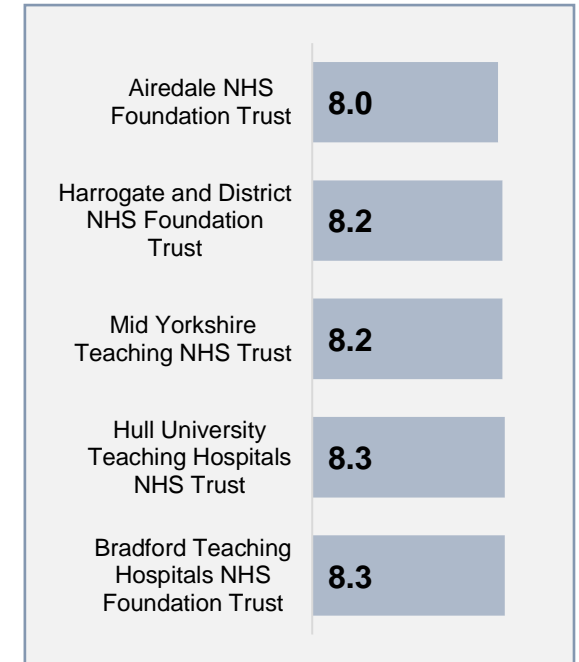 Airedale NHS
Foundation Trust
8.0
Harrogate and District
NHS Foundation
Trust
8.2
Mid Yorkshire
Teaching NHS Trust
8.2
Hull University
Teaching Hospitals
NHS Trust
8.3
Bradford Teaching
Hospitals NHS
Foundation Trust
8.3